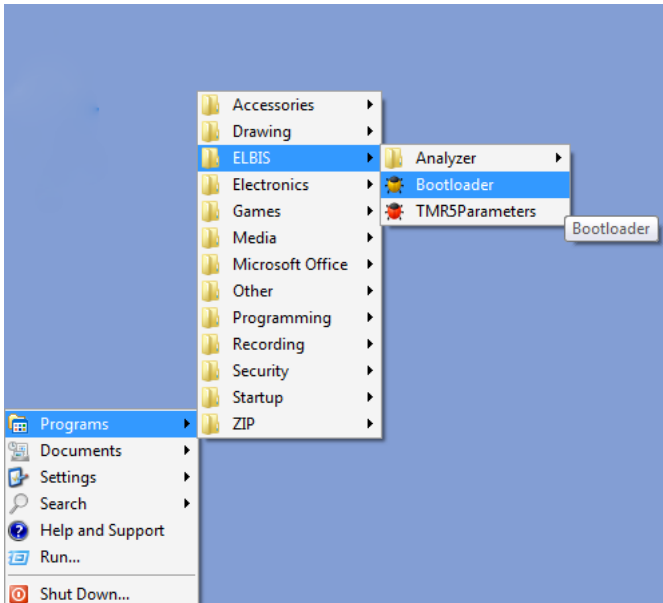 Accessories
Drawing
ELBIS
Electronics
Games
Media
Microsoft Office
Other
Programming
Recording
Security
Startup
ZIP
Analyzer
Bootloader
TMR5Parameters
Bootloader
Programs
Documents
Settings
Search
Help and Support
Run...
Shut Down...